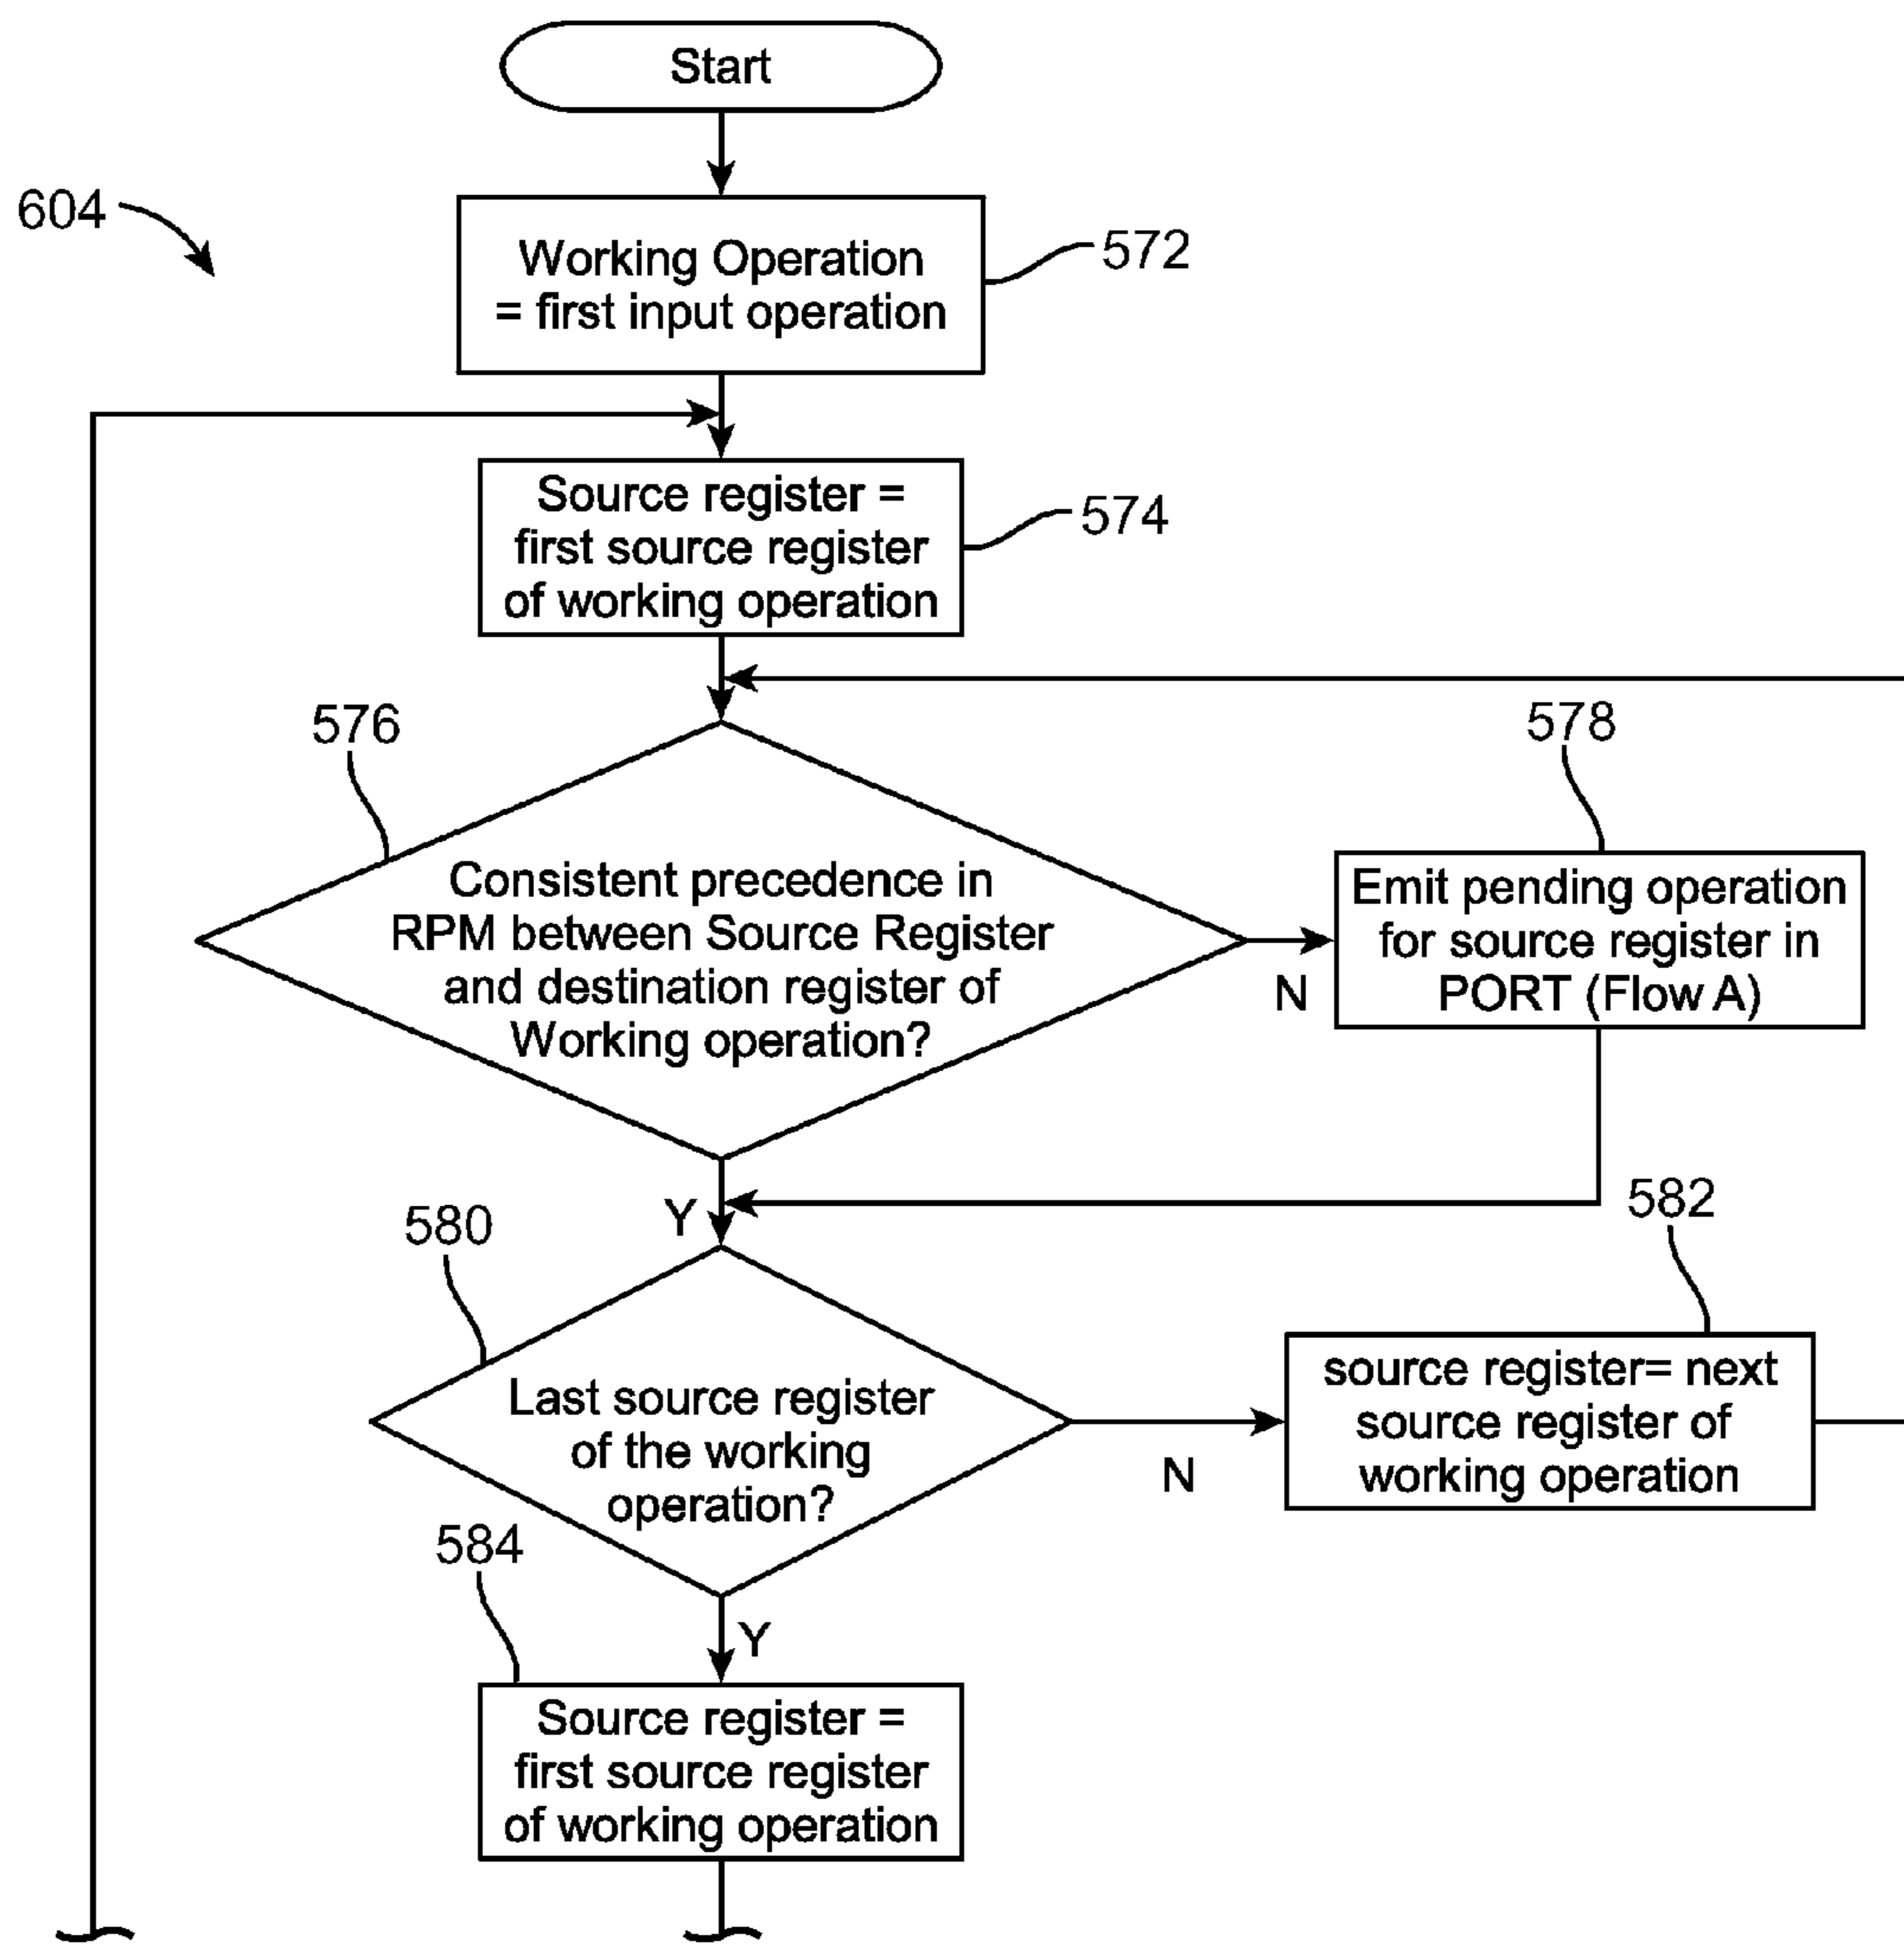 Start
604
Working Operation
= first input operation
572
Source register =
first source register
of working operation
574
576
Consistent precedence in
RPM between Source Register
and destination register of
Working operation?
N
578
Emit pending operation
for source register in
PORT (Flow A)
Y
580
Last source register
of the working
operation?
N
582
source register= next
source register of
working operation
584
Y
Source register =
first source register
of working operation